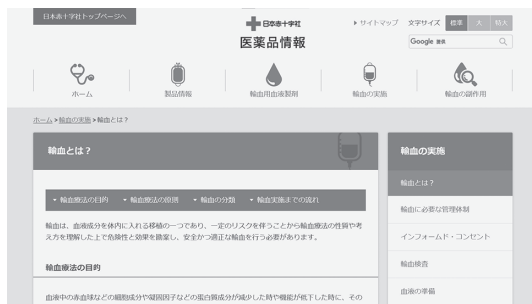 日本赤十字社トップページへ
日本赤十字社
医薬品情報
サイトマップ
文字サイズ 標準 大 特大
Google 提供
ホーム
製品情報
輸血用血液製剤
輸血の実施
輸血の副作用
ホーム>輸血の実施>輸血とは?
輸血とは?
・輸血療法の目的 ・輸血療法の原則 ・輸血の分類 ・輸血実施までの流れ
輸血は、血液成分を体内に入れる移植の一つであり、一定のリスクを伴うことから輸血療法の性質や考
え方を理解した上で危険性と効果を勘案し、安全かつ適正な輸血を行う必要があります。
輸血療法の目的
血液中の赤血球などの細胞成分や凝固因子などの蛋白質成分が減少した時や機能が低下した時に、その
輸血の実施
輸血とは?
輸血に必要な管理体制
インフォームド・コンセント
輸血検査
血液の準備